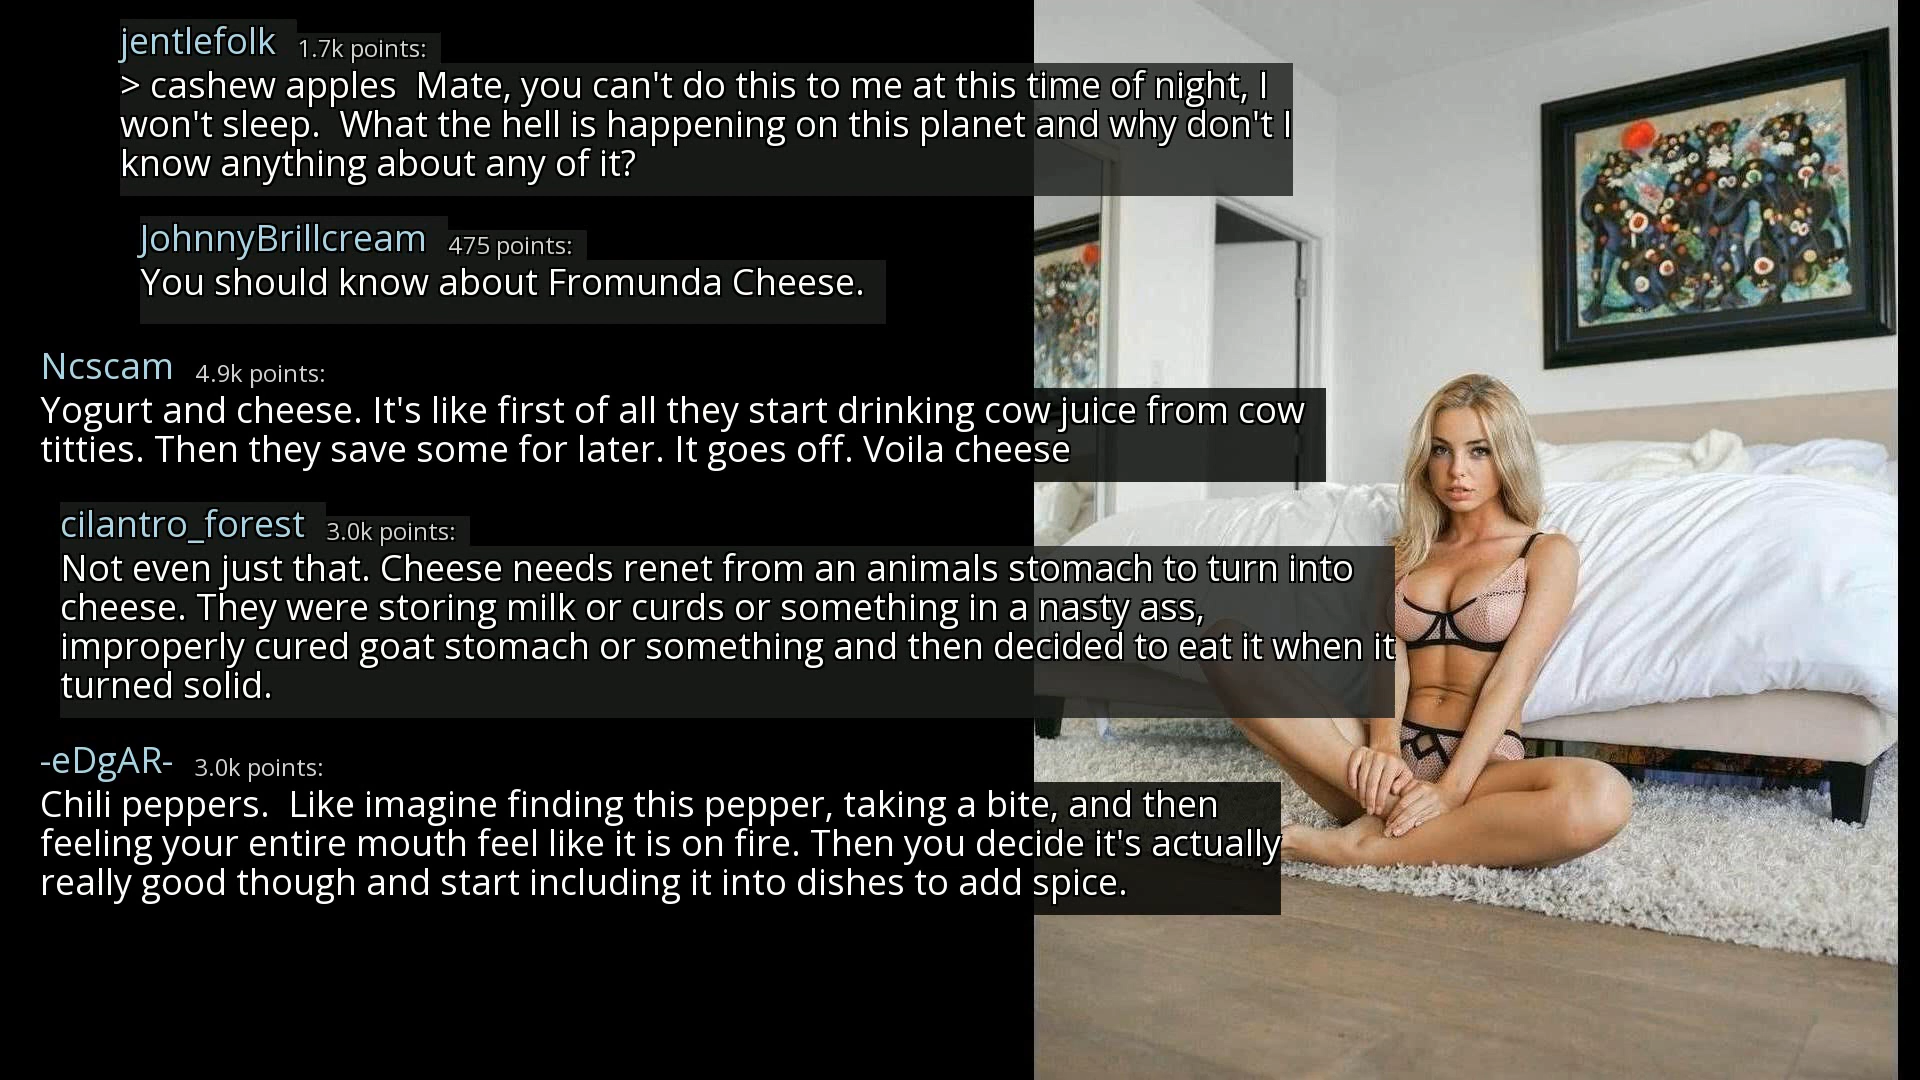 jentlefolk 1.7k points:
> cashew apples  Mate, you can't do this to me at this time of night, I
won't sleep.  What the hell is happening on this planet and why don't I
know anything about any of it?
JohnnyBrillcream 475 points:
You should know about Fromunda Cheese.
Ncscam 4.9k points:
Yogurt and cheese. It's like first of all they start drinking cow juice from cow
titties. Then they save some for later. It goes off. Voila cheese
cilantro_forest 3.0k points:
Not even just that. Cheese needs renet from an animals stomach to turn into
cheese. They were storing milk or curds or something in a nasty ass,
improperly cured goat stomach or something and then decided to eat it when it
turned solid.
-eDgAR- 3.0k points:
Chili peppers.  Like imagine finding this pepper, taking a bite, and then
feeling your entire mouth feel like it is on fire. Then you decide it's actually
really good though and start including it into dishes to add spice.